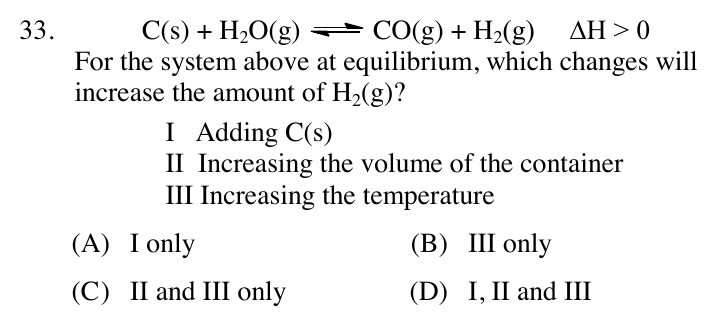 33. C(s) + H₂O(g) ⇌ CO(g) + H₂(g) ΔH > 0
For the system above at equilibrium, which changes will
increase the amount of H₂(g)?
I Adding C(s)
II Increasing the volume of the container
III Increasing the temperature
(A) I only (B) III only
(C) II and III only (D) I, II and III